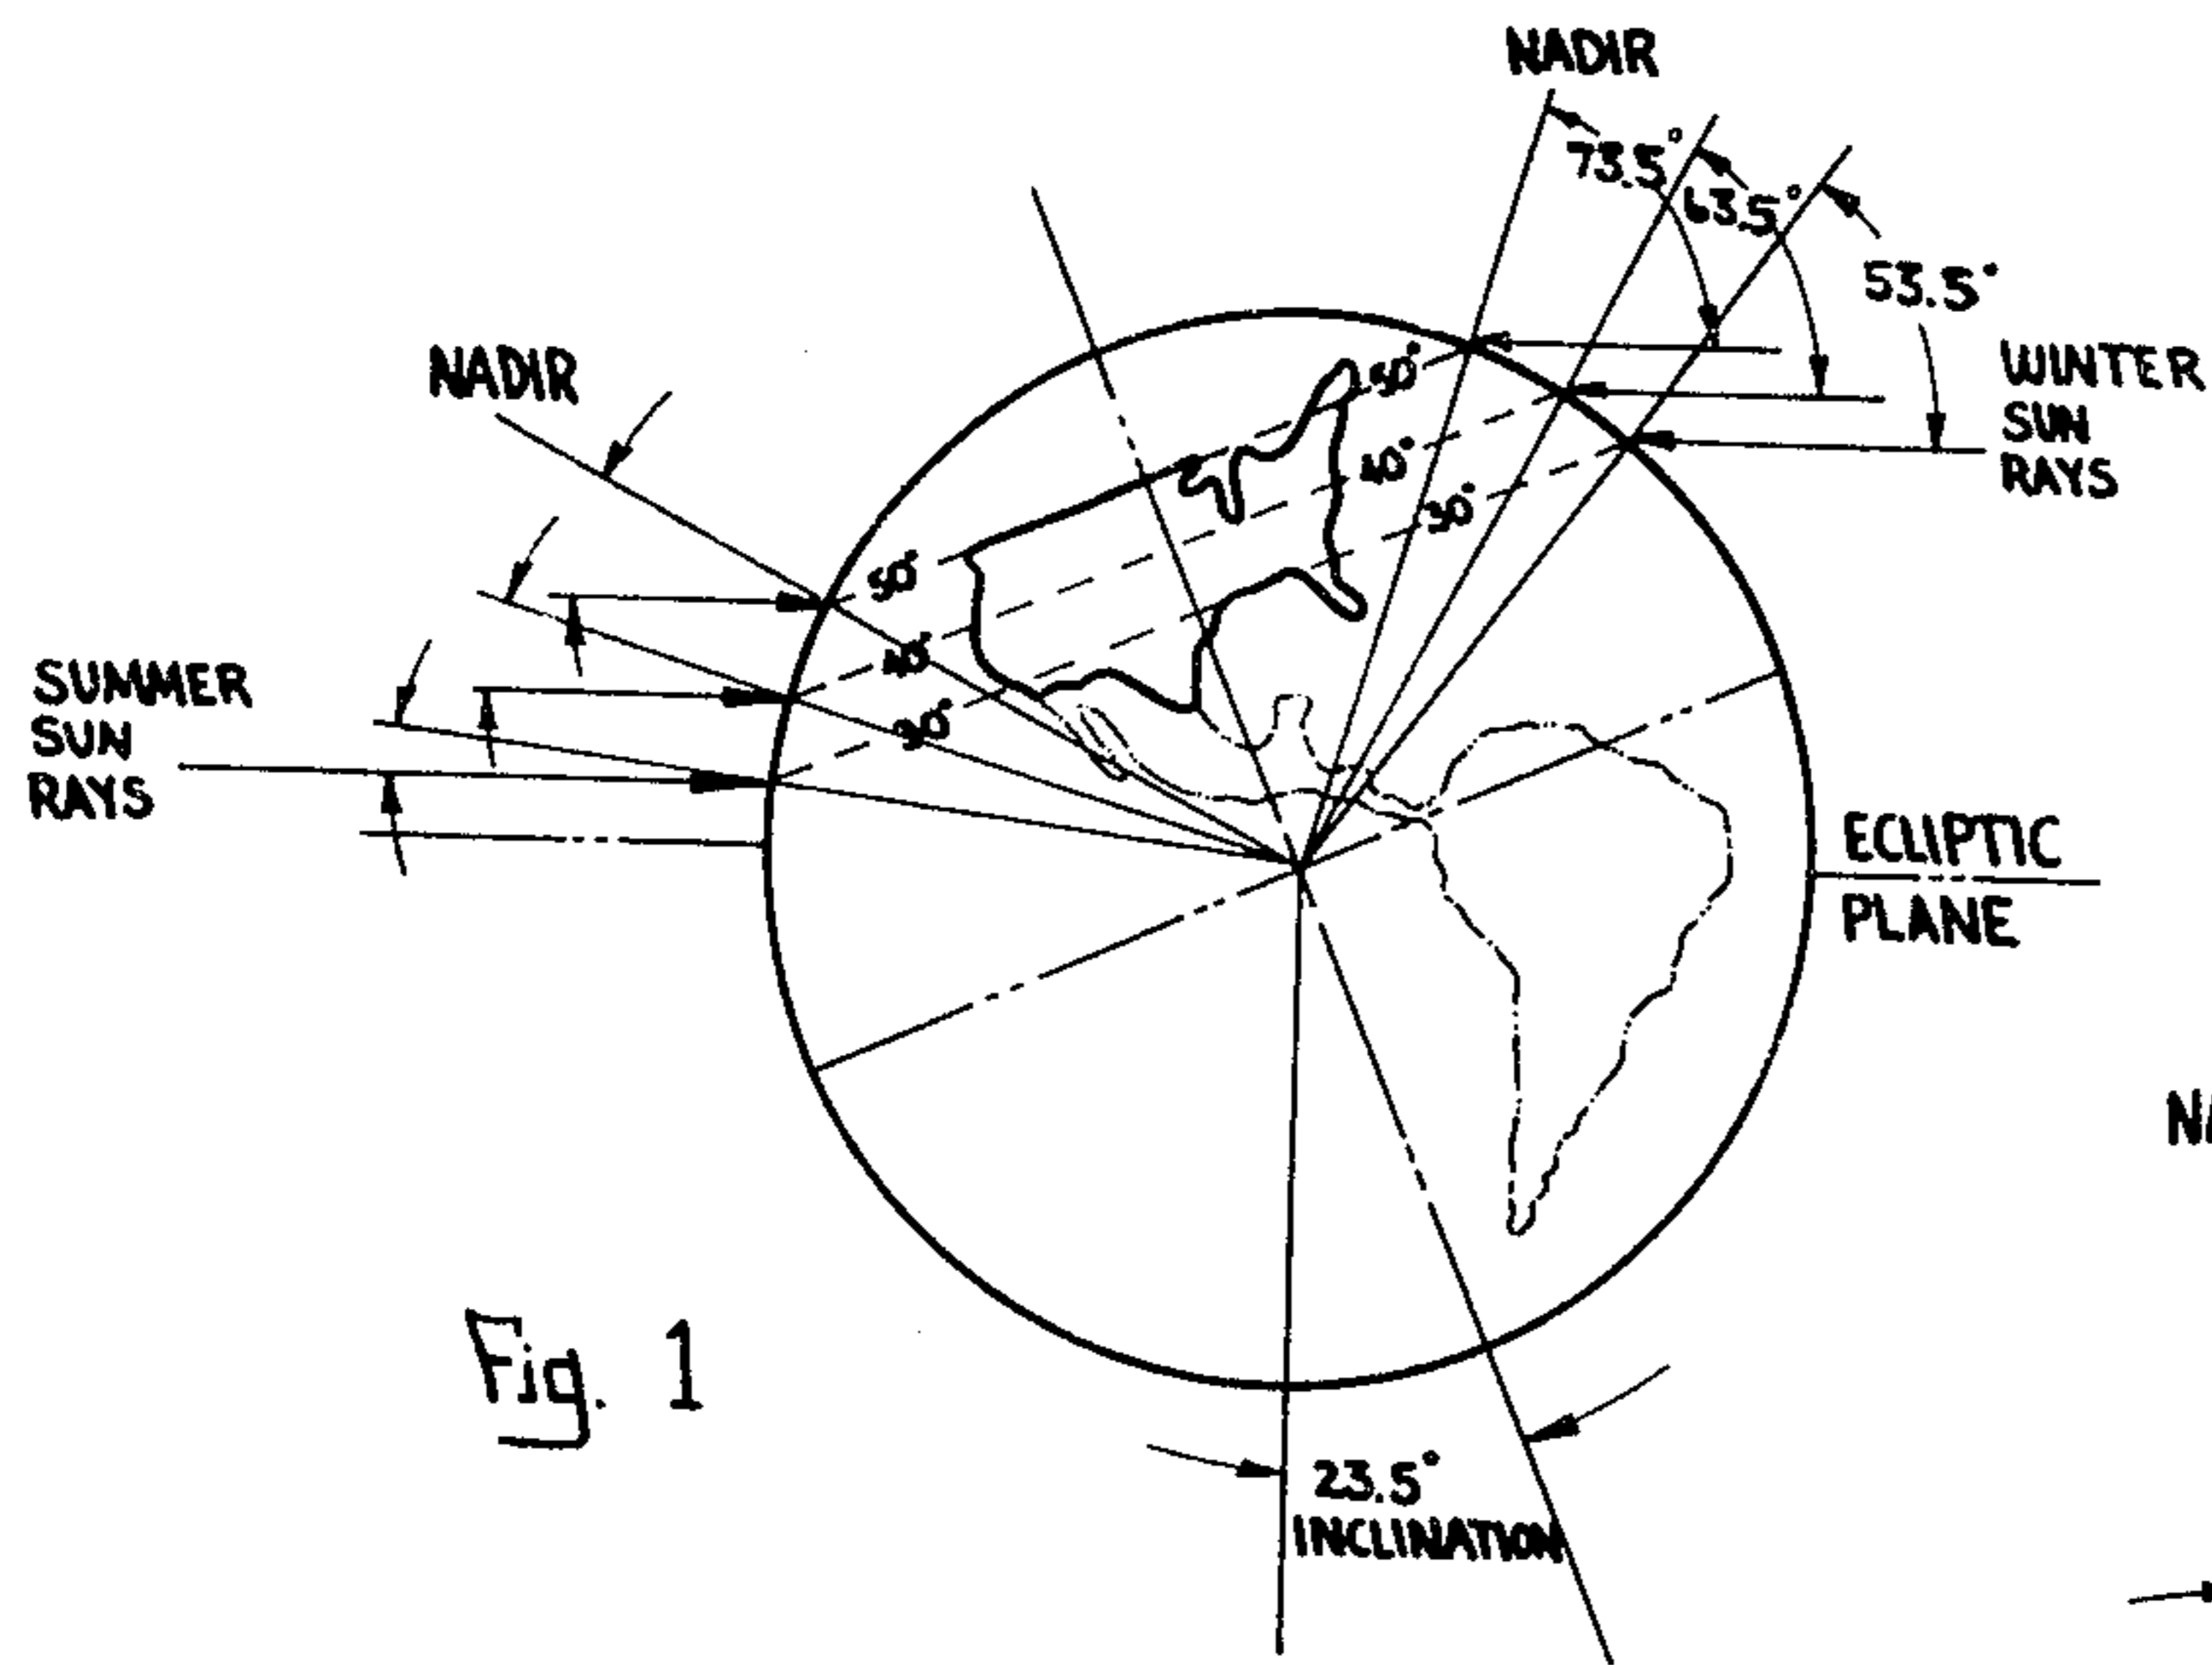 NADIR
73.5°
63.5°
53.5°
NADIR
50°
40°
30°
WINTER
SUN
RAYS
50°
40°
30°
SUMMER
SUN
RAYS
ECLIPTIC
PLANE
Fig. 1
23.5°
INCLINATION